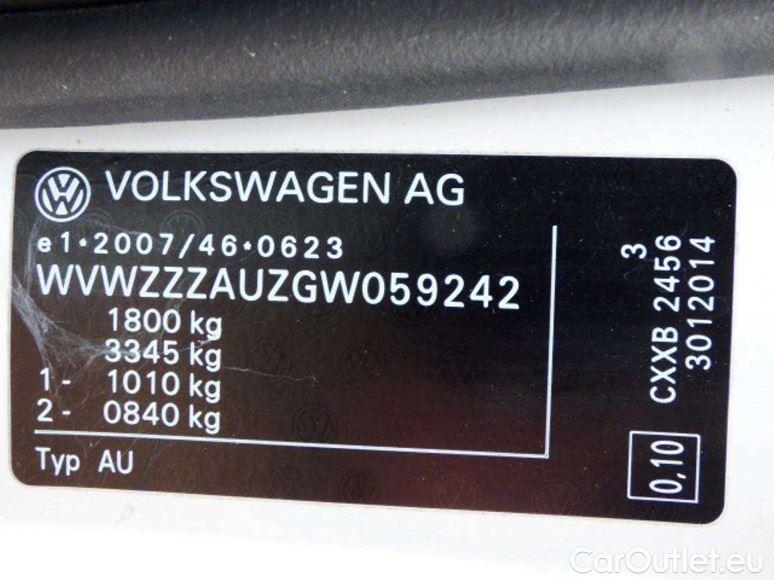 VOLKSWAGEN AG
e1*2007/46*0623
WVWZZZAUZGW059242
1800 kg
3345 kg
1 - 1010 kg
2 - 0840 kg
Typ AU
3
CXXB 2456
3012014
0,10
CarOutlet.eu